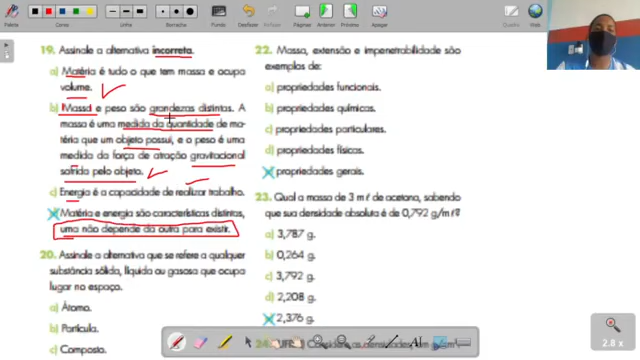 Caneta
Marcador
Borracha
Linha
Desfazer
Refazer
Anterior
Próximo
Quadro
Web
Menu
19. Assinale a alternativa incorreta.
a) Matéria é tudo o que tem massa e ocupa
volume.
b) Massa e peso são grandezas distintas. A
massa é uma medida da quantidade de ma-
téria que um objeto possui, e o peso é uma
medida da força de atração gravitacional
sofrida pelo objeto.
c) Energia é a capacidade de realizar trabalho.
Matéria e energia são características distintas,
uma não depende da outra para existir.
20. Assinale a alternativa que se refere a qualquer
substância sólida, líquida ou gasosa que ocupa
lugar no espaço.
a) Átomo.
b) Partícula.
c) Composto.
22. Massa, extensão e impenetrabilidade são
exemplos de:
a) propriedades funcionais.
b) propriedades químicas.
c) propriedades particulares.
d) propriedades físicas.
propriedades gerais.
23. Qual a massa de 3 mℓ de acetano, sabendo
que sua densidade absoluta é de 0,792 g/mℓ?
a) 3,787 g.
b) 0,264 g.
c) 3,792 g.
d) 2,208 g.
2,376 g.
2.8 x